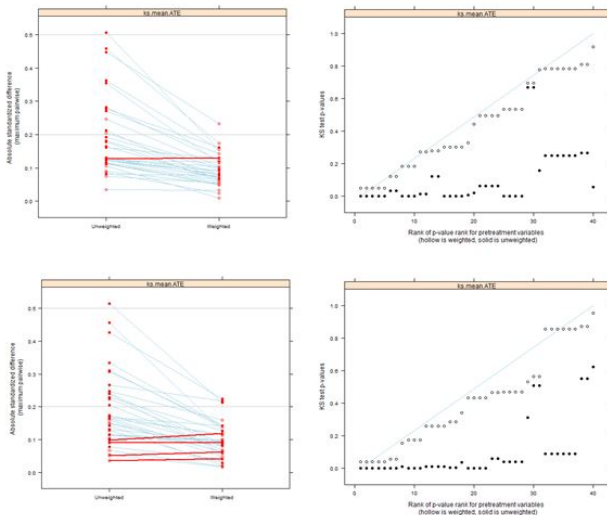 ks.mean.ATE
Absolute standardized difference
(maximum pairwise)
0.5
0.4
0.3
0.2
0.1
0.0
Unweighted
Weighted
ks.mean.ATE
KS test p-values
1.0
0.8
0.6
0.4
0.2
0.0
0
10
20
30
40
Rank of p-value rank for pretreatment variables
(hollow is weighted, solid is unweighted)
ks.mean.ATE
Absolute standardized difference
(maximum pairwise)
0.5
0.4
0.3
0.2
0.1
0.0
Unweighted
Weighted
ks.mean.ATE
KS test p-values
1.0
0.8
0.6
0.4
0.2
0.0
0
10
20
30
40
Rank of p-value rank for pretreatment variables
(hollow is weighted, solid is unweighted)